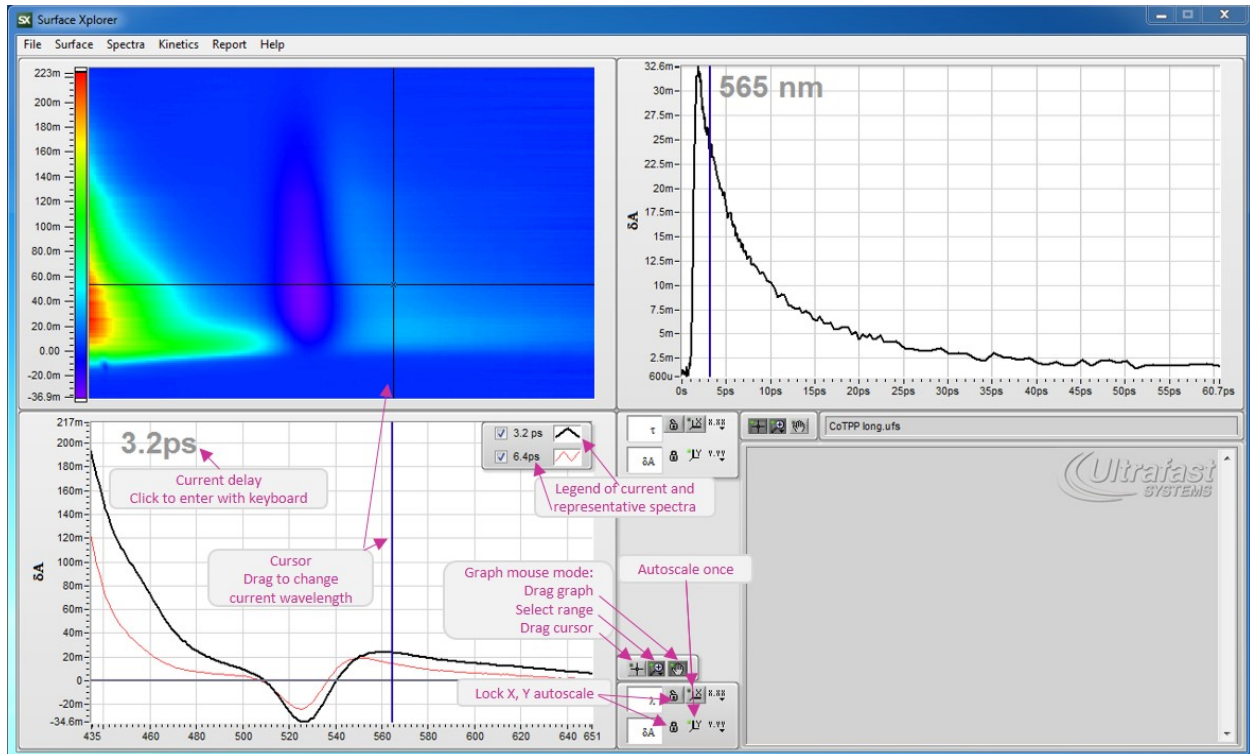 Surface Xplorer
File Surface Spectra Kinetics Report Help
223m
200m
180m
160m
140m
120m
100m
80.0m
60.0m
40.0m
20.0m
0.00
-20.0m
-36.9m
565 nm
32.6m
30m
27.5m
25m
22.5m
20m
17.5m
15m
12.5m
10m
7.5m
5m
2.5m
600u
δA
0s 5ps 10ps 15ps 20ps 25ps 30ps 35ps 40ps 45ps 50ps 55ps 60.7ps
3.2ps
Current delay
Click to enter with keyboard
3.2 ps
6.4ps
Legend of current and
representative spectra
Cursor
Drag to change
current wavelength
217m
200m
180m
160m
140m
120m
100m
80m
60m
40m
20m
0
-20m
-34.6m
δA
435 460 480 500 520 540 560 580 600 620 640 651
τ X X.XX
δA Y Y.YY
CoTPP long.ufs
Ultrafast
SYSTEMS
Graph mouse mode:
Drag graph
Select range
Drag cursor
Autoscale once
Lock X, Y autoscale
λ X X.XX
δA Y Y.YY